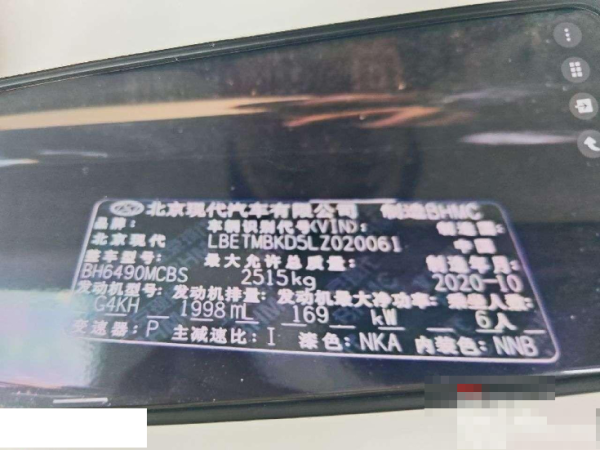 北京现代汽车有限公司 制造BHMC
品牌: 车辆识别代号(VIN): 制造国:
北京现代 LBETMBKD5LZ020061 中国
整车型号: 最大允许总质量: 制造年月:
BH6490MCBS 2515kg 2020-10
发动机型号: 发动机排量: 发动机最大净功率: 乘坐人数:
G4KH 1998mL 169 kW 6人
变速器: P 主减速比: I 漆色: NKA 内装色: NNB